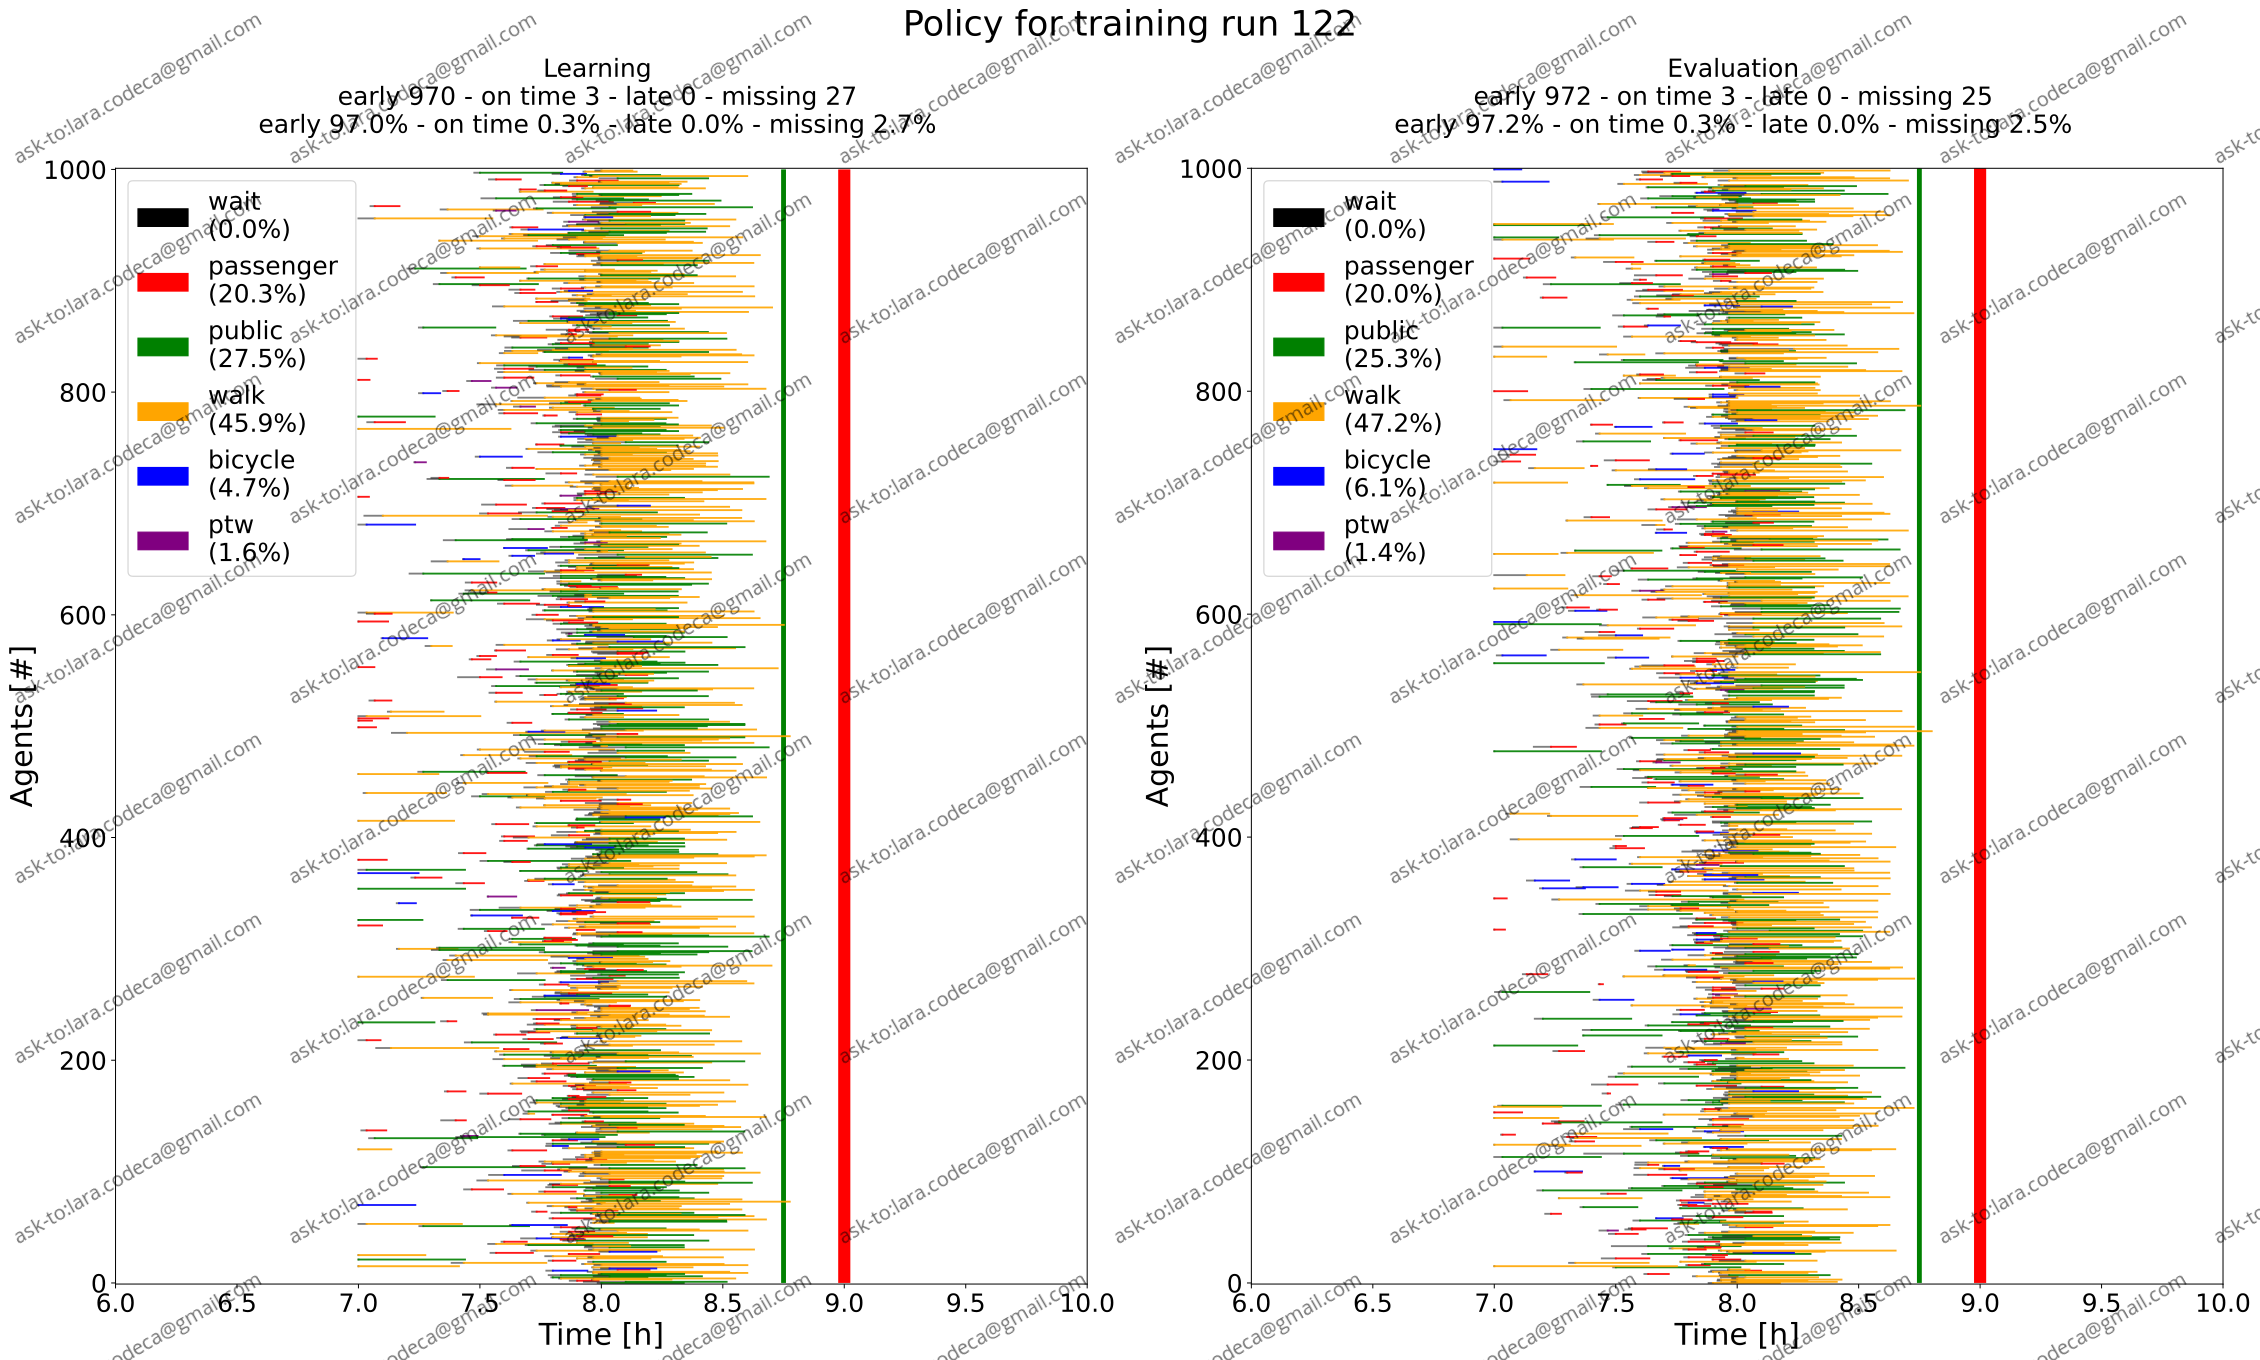 Policy for training run 122
Learning
early 970 - on time 3 - late 0 - missing 27
early 97.0% - on time 0.3% - late 0.0% - missing 2.7%
1000
800
600
400
200
0
Agents [#]
wait
(0.0%)
passenger
(20.3%)
public
(27.5%)
walk
(45.9%)
bicycle
(4.7%)
ptw
(1.6%)
6.0 6.5 7.0 7.5 8.0 8.5 9.0 9.5 10.0
Time [h]
Evaluation
early 972 - on time 3 - late 0 - missing 25
early 97.2% - on time 0.3% - late 0.0% - missing 2.5%
1000
800
600
400
200
0
Agents [#]
wait
(0.0%)
passenger
(20.0%)
public
(25.3%)
walk
(47.2%)
bicycle
(6.1%)
ptw
(1.4%)
6.0 6.5 7.0 7.5 8.0 8.5 9.0 9.5 10.0
Time [h]
ask-to:lara.codeca@gmail.com